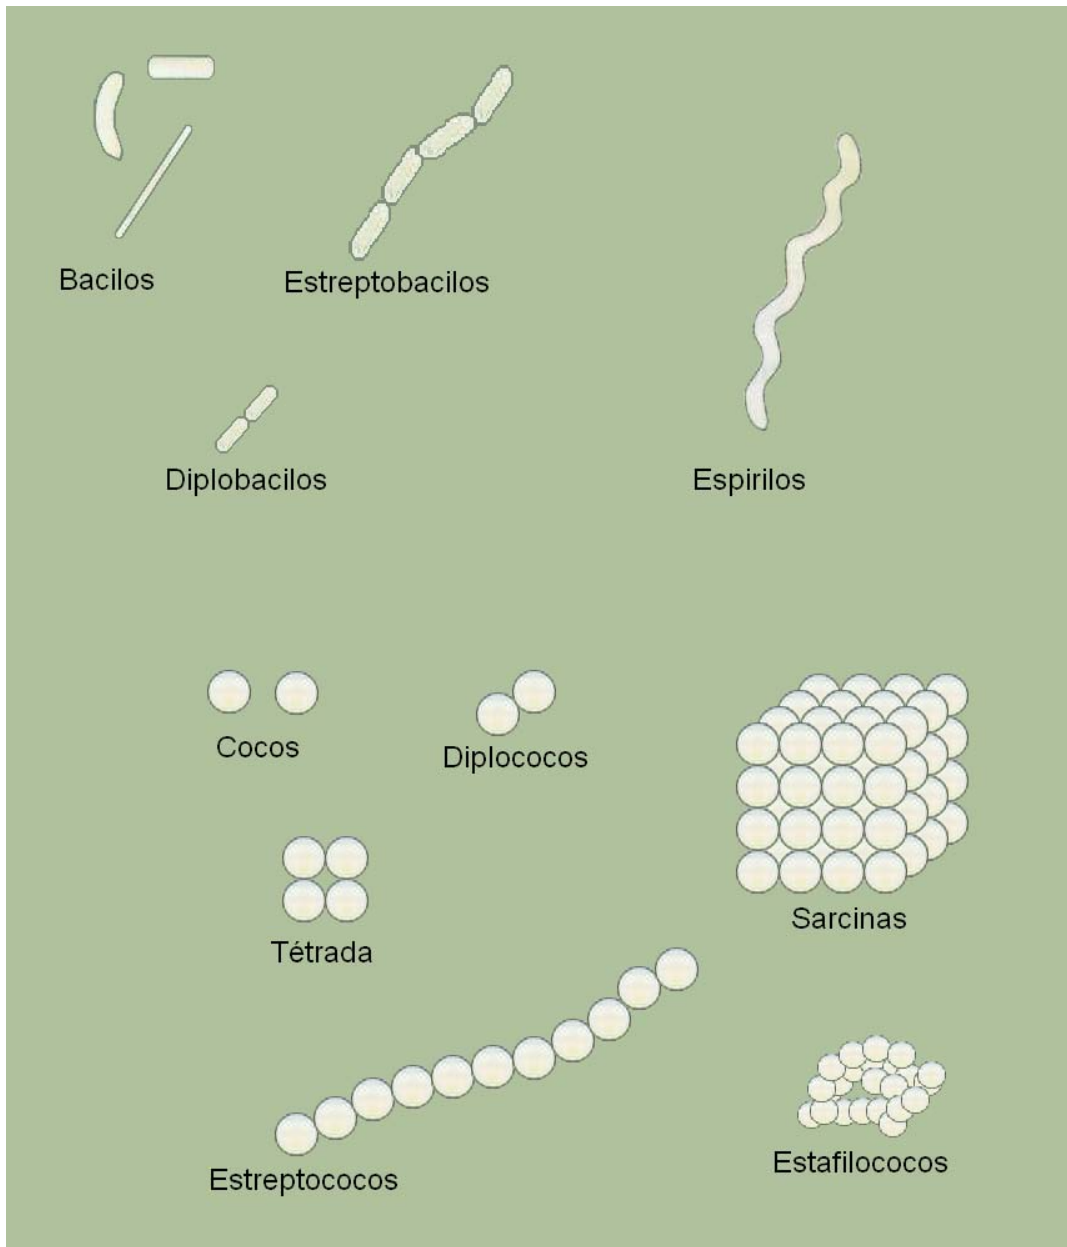 Bacilos
Estreptobacilos
Diplobacilos
Espirilos
Cocos
Diplococos
Sarcinas
Tétrada
Estreptococos
Estafilococos